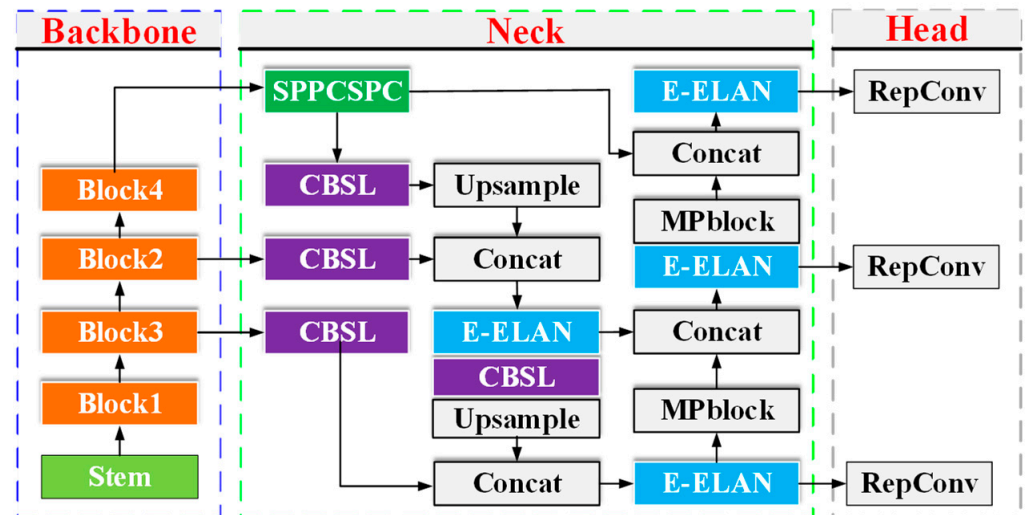 Backbone
Neck
Head
SPPCSPC
E-ELAN
RepConv
Concat
Block4
CBSL
Upsample
MPblock
Block2
CBSL
Concat
E-ELAN
RepConv
Block3
CBSL
E-ELAN
Concat
CBSL
Block1
Upsample
MPblock
Stem
Concat
E-ELAN
RepConv